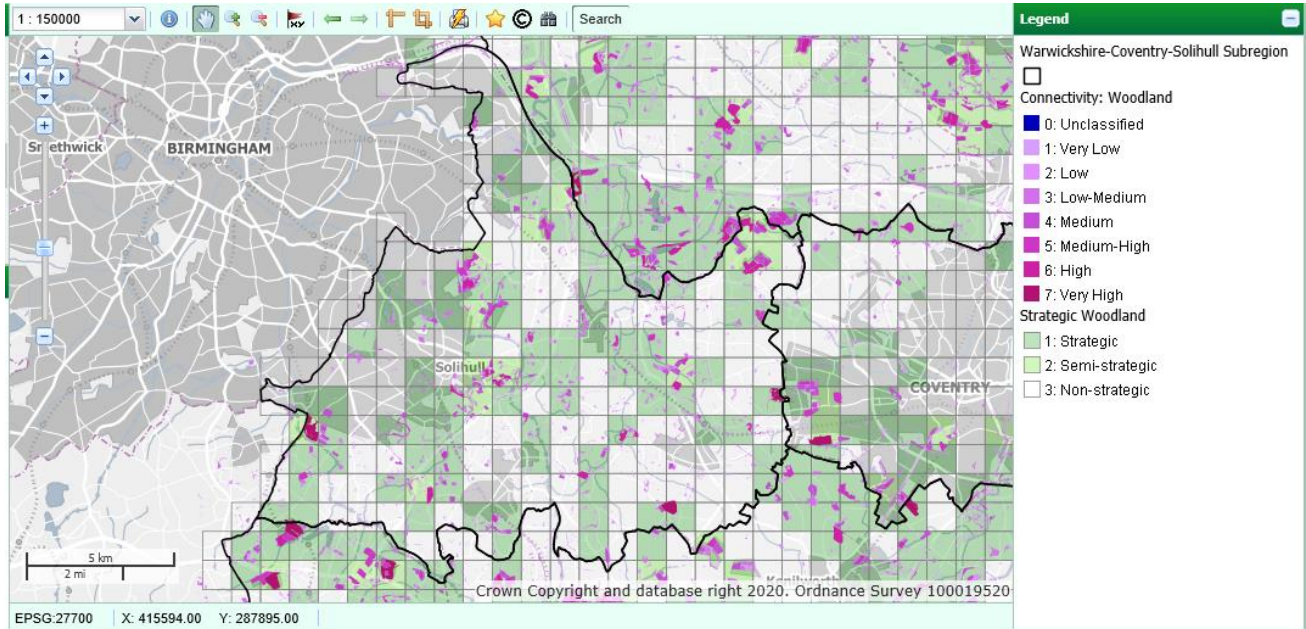 1 : 150000
XY
Search
Legend
Warwickshire-Coventry-Solihull Subregion
Connectivity: Woodland
0: Unclassified
1: Very Low
2: Low
3: Low-Medium
4: Medium
5: Medium-High
6: High
7: Very High
Strategic Woodland
1: Strategic
2: Semi-strategic
3: Non-strategic
Smethwick
BIRMINGHAM
Solihull
COVENTRY
Kenilworth
5 km
2 mi
Crown Copyright and database right 2020. Ordnance Survey 100019520
EPSG:27700 X: 415594.00 Y: 287895.00